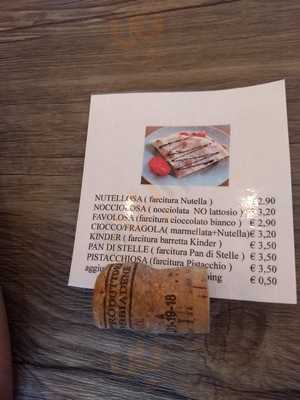 NUTELLOSA ( farcitura Nutella ) 2,90
NOCCIOLOSA ( nocciolata NO lattosio ) € 3,20
FAVOLOSA (farcitura cioccolato bianco ) € 2,90
CIOCCO/FRAGOLA( marmellata+Nutella) € 3,20
KINDER ( farcitura barretta Kinder ) € 3,50
PAN DI STELLE ( farcitura Pan di Stelle ) € 3,50
PISTACCHIOSA (farcitura Pistacchio ) € 3,50
aggiu ping € 0,50